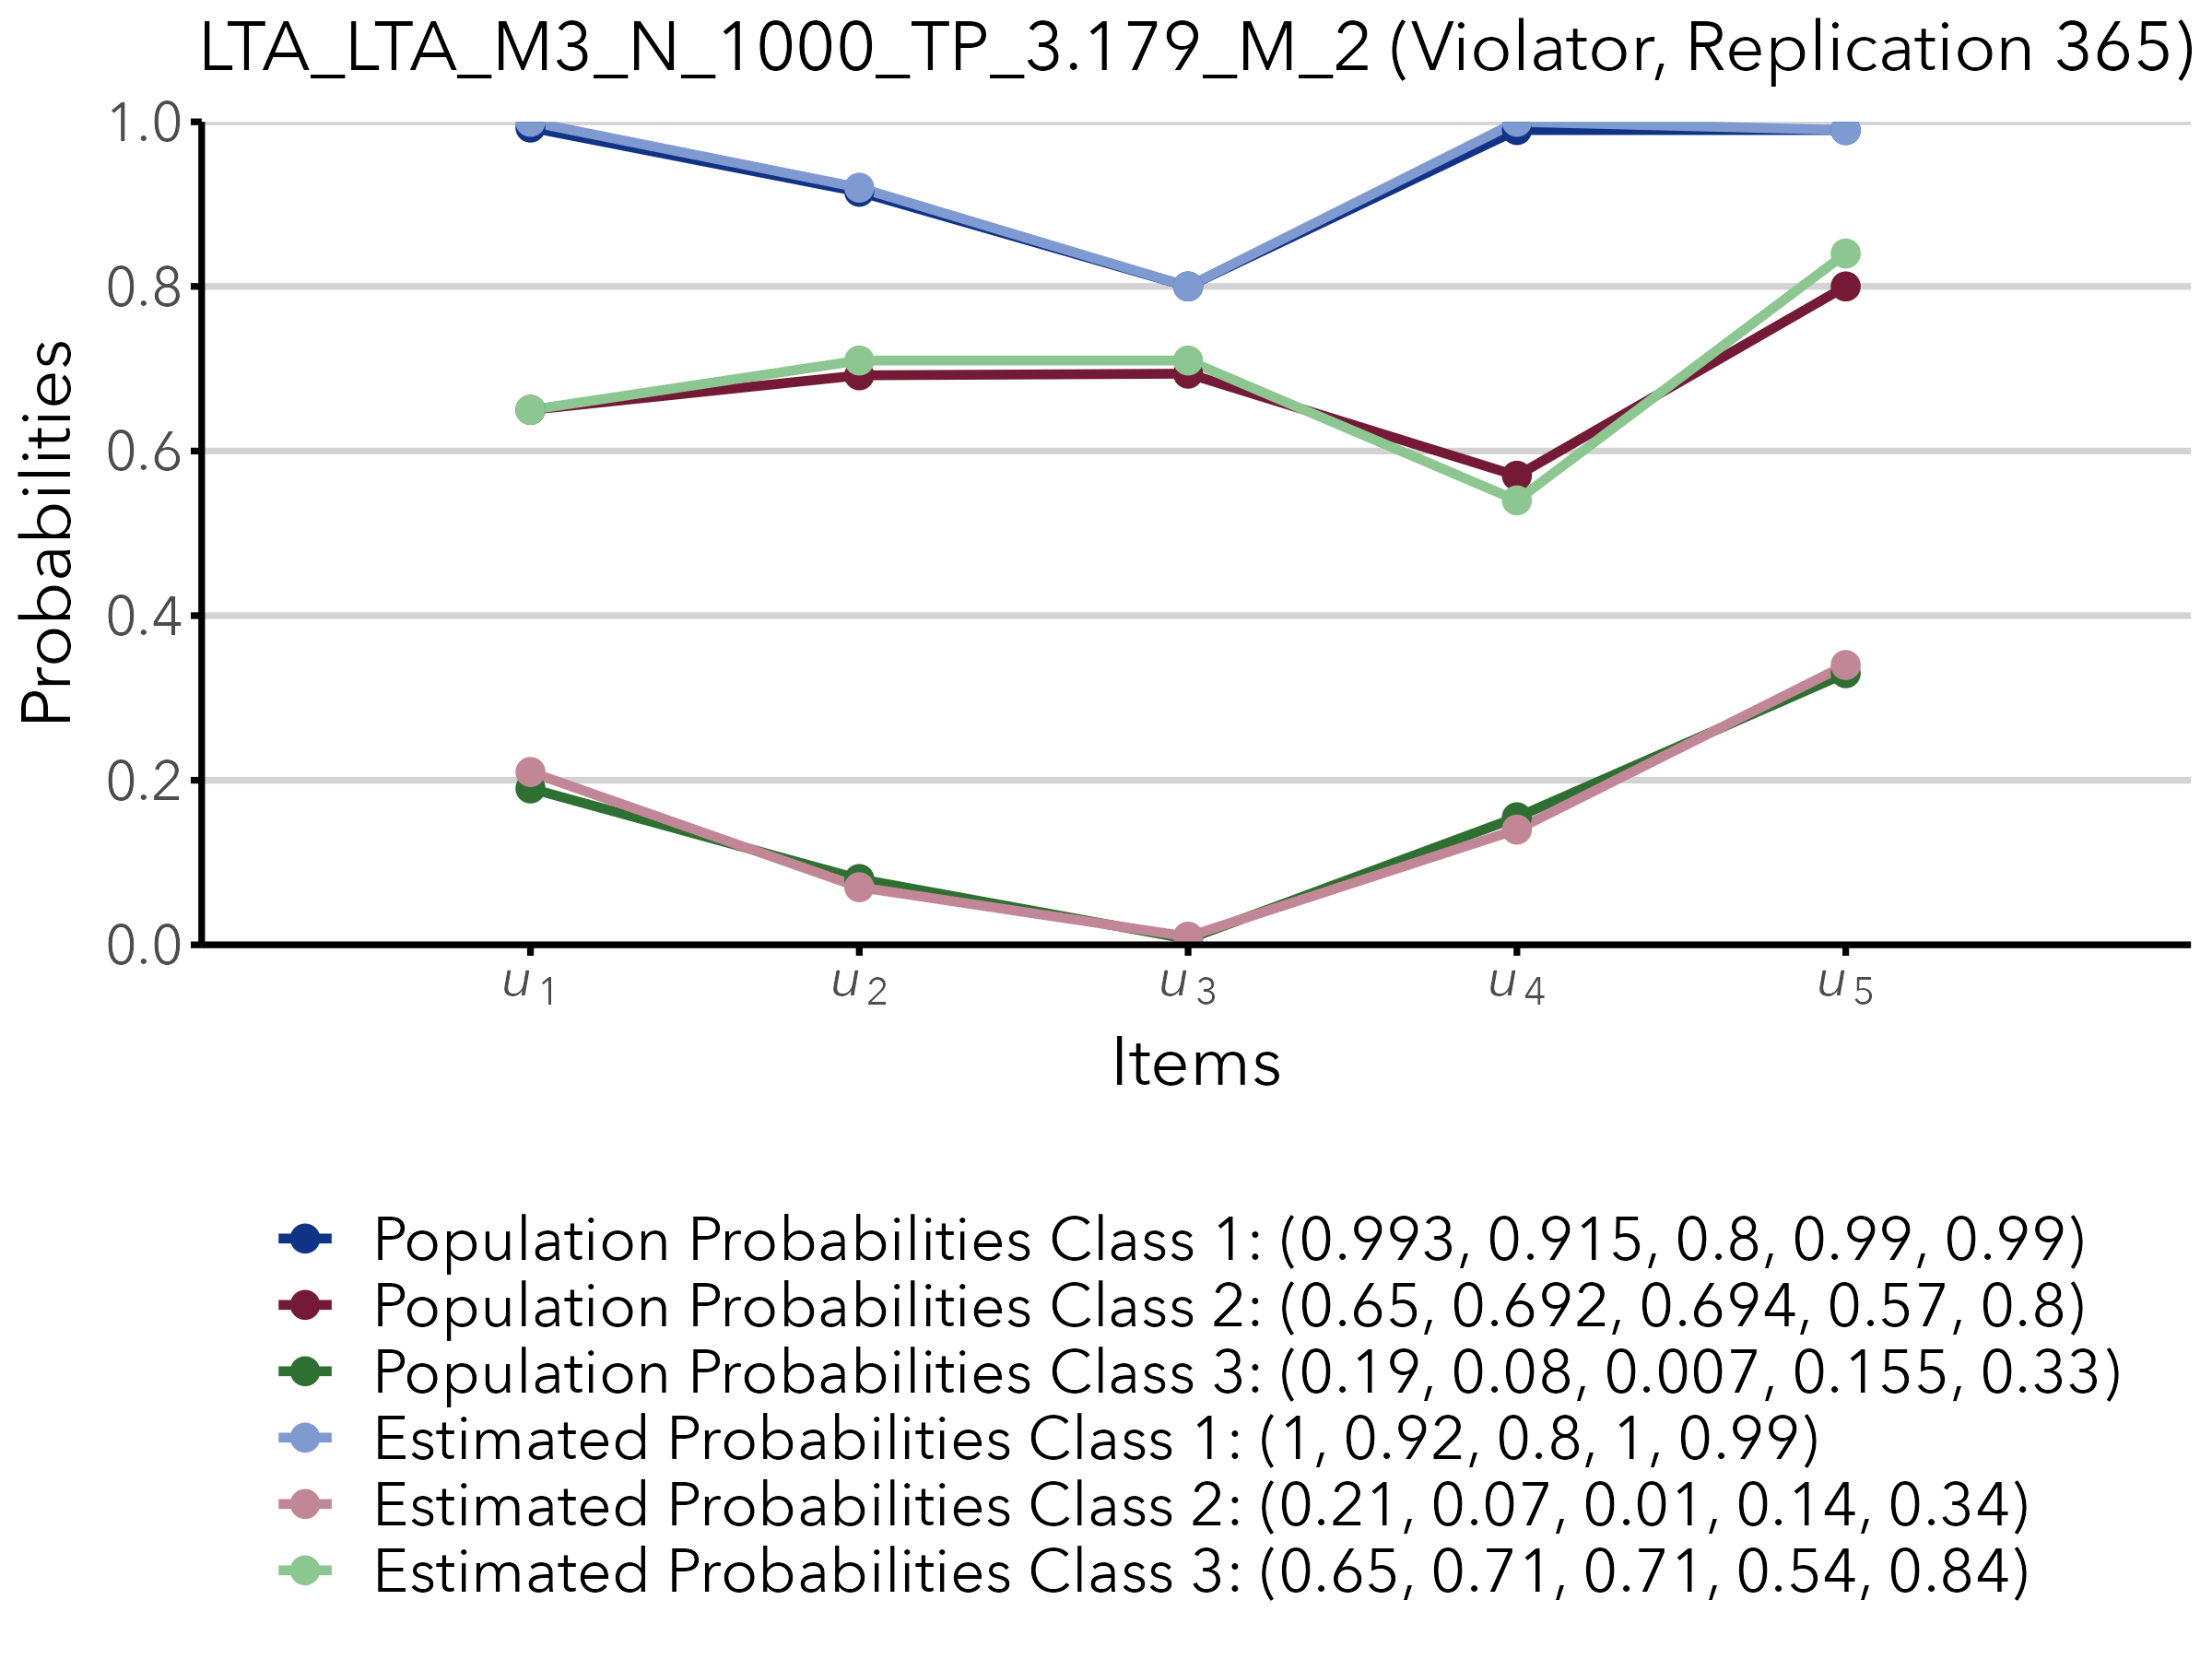 LTA_LTA_M3_N_1000_TP_3.179_M_2 (Violator, Replication 365)
1.0
0.8
0.6
0.4
0.2
0.0
Probabilities
u1 u2 u3 u4 u5
Items
Population Probabilities Class 1: (0.993, 0.915, 0.8, 0.99, 0.99)
Population Probabilities Class 2: (0.65, 0.692, 0.694, 0.57, 0.8)
Population Probabilities Class 3: (0.19, 0.08, 0.007, 0.155, 0.33)
Estimated Probabilities Class 1: (1, 0.92, 0.8, 1, 0.99)
Estimated Probabilities Class 2: (0.21, 0.07, 0.01, 0.14, 0.34)
Estimated Probabilities Class 3: (0.65, 0.71, 0.71, 0.54, 0.84)